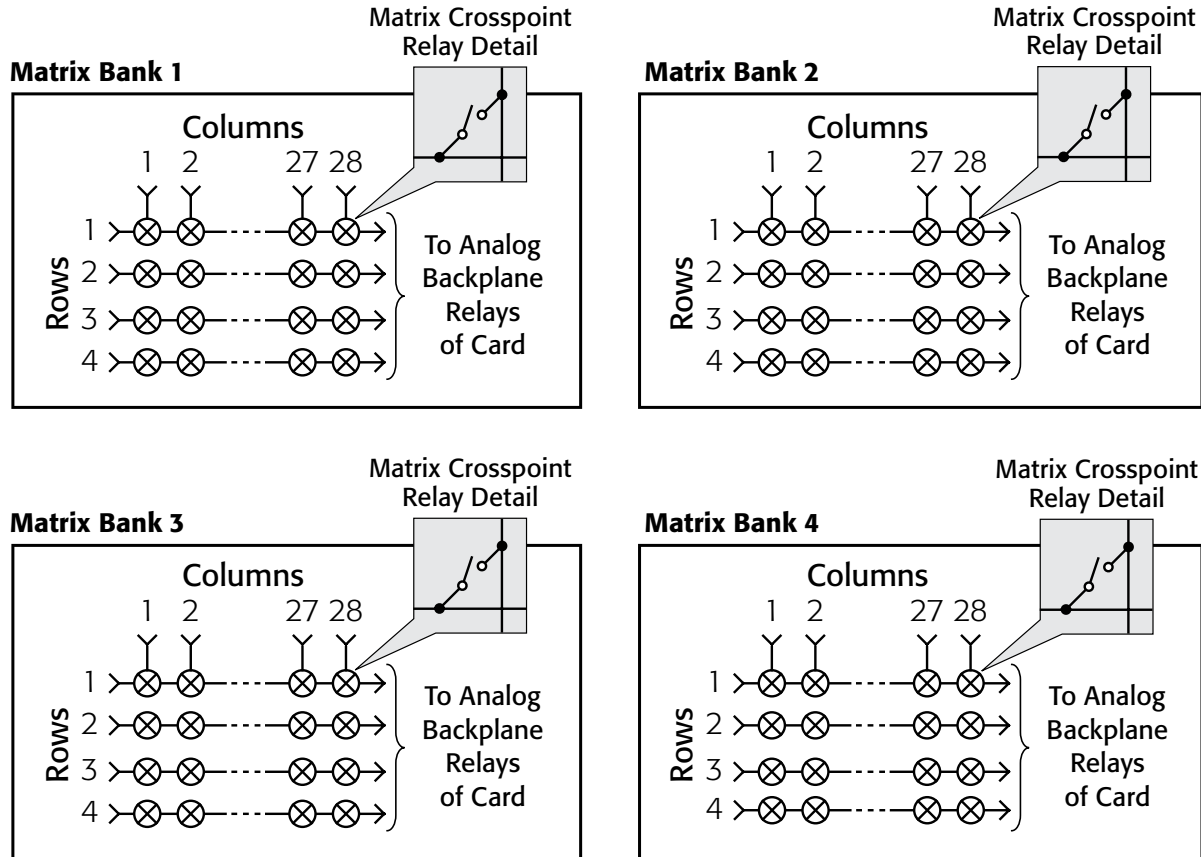 Matrix Crosspoint
Relay Detail
Matrix Bank 1
Columns
1 2 27 28
Rows
1
2
3
4
To Analog
Backplane
Relays
of Card
Matrix Crosspoint
Relay Detail
Matrix Bank 2
Columns
1 2 27 28
Rows
1
2
3
4
To Analog
Backplane
Relays
of Card
Matrix Crosspoint
Relay Detail
Matrix Bank 3
Columns
1 2 27 28
Rows
1
2
3
4
To Analog
Backplane
Relays
of Card
Matrix Crosspoint
Relay Detail
Matrix Bank 4
Columns
1 2 27 28
Rows
1
2
3
4
To Analog
Backplane
Relays
of Card